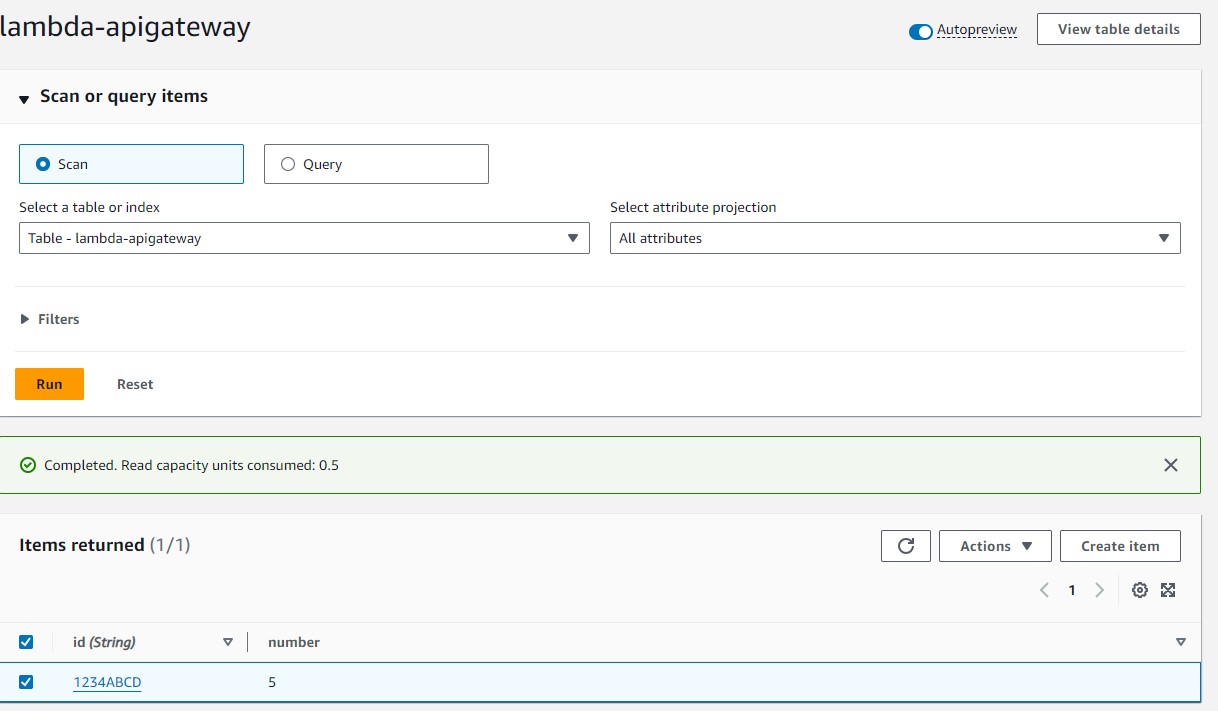 lambda-apigateway
Autopreview
View table details
Scan or query items
Scan
Query
Select a table or index
Select attribute projection
Table - lambda-apigateway
All attributes
Filters
Run
Reset
Completed. Read capacity units consumed: 0.5
Items returned (1/1)
Actions
Create item
1
id (String)
number
1234ABCD
5